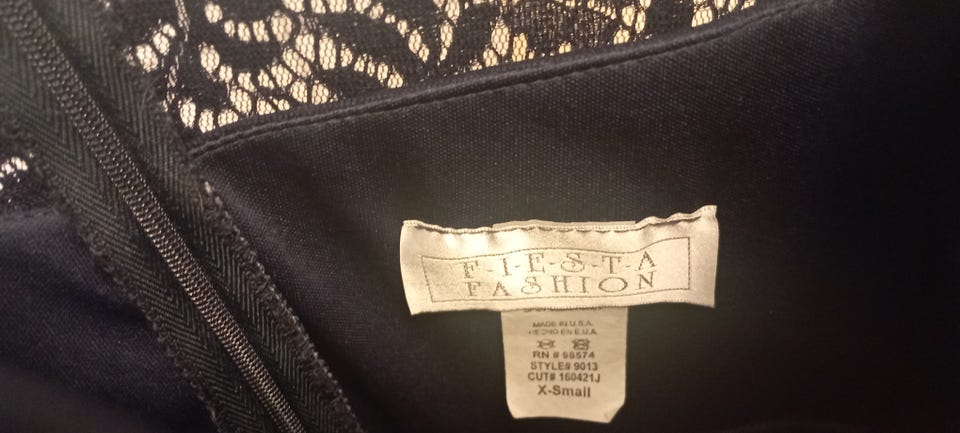 F-I-E-S-T-A
FASHION
MADE IN U.S.A.
HECHO EN E.U.A.
RN # 98574
STYLE# 9013
CUT# 160421J
X-Small